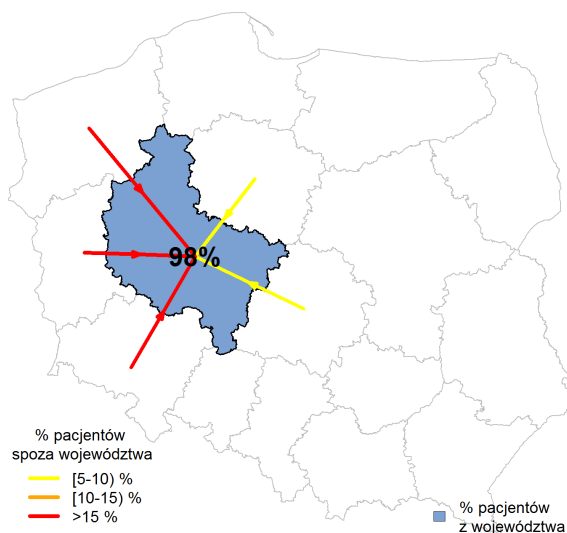 98%
% pacjentów
spoza województwa
[5-10) %
[10-15) %
>15 %
% pacjentów
z województwa